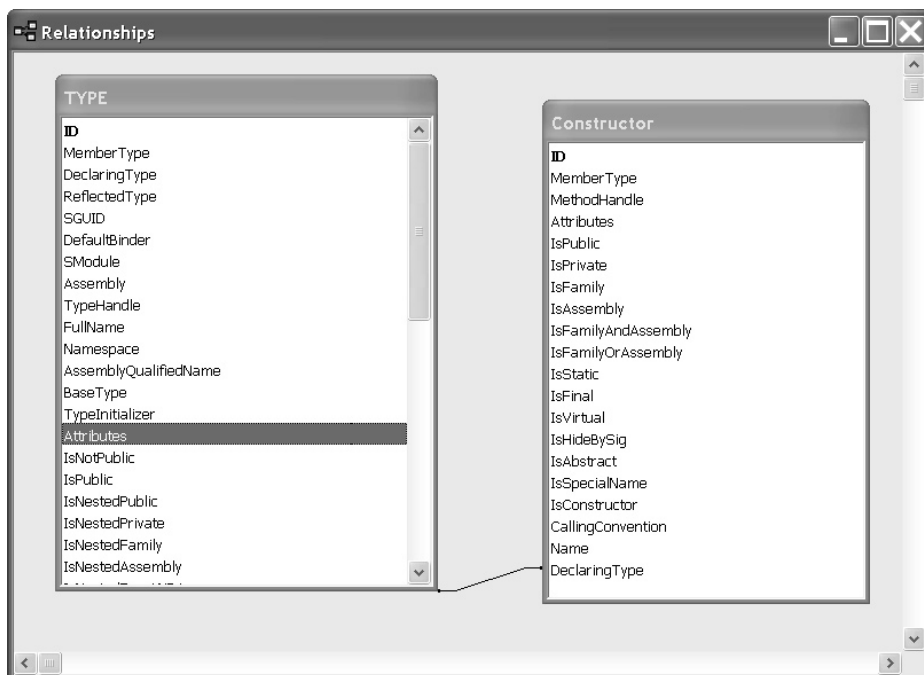 Relationships
TYPE
ID
MemberType
DeclaringType
ReflectedType
SGUID
DefaultBinder
SModule
Assembly
TypeHandle
FullName
Namespace
AssemblyQualifiedName
BaseType
TypeInitializer
Attributes
IsNotPublic
IsPublic
IsNestedPublic
IsNestedPrivate
IsNestedFamily
IsNestedAssembly
Constructor
ID
MemberType
MethodHandle
Attributes
IsPublic
IsPrivate
IsFamily
IsAssembly
IsFamilyAndAssembly
IsFamilyOrAssembly
IsStatic
IsFinal
IsVirtual
IsHideBySig
IsAbstract
IsSpecialName
IsConstructor
CallingConvention
Name
DeclaringType